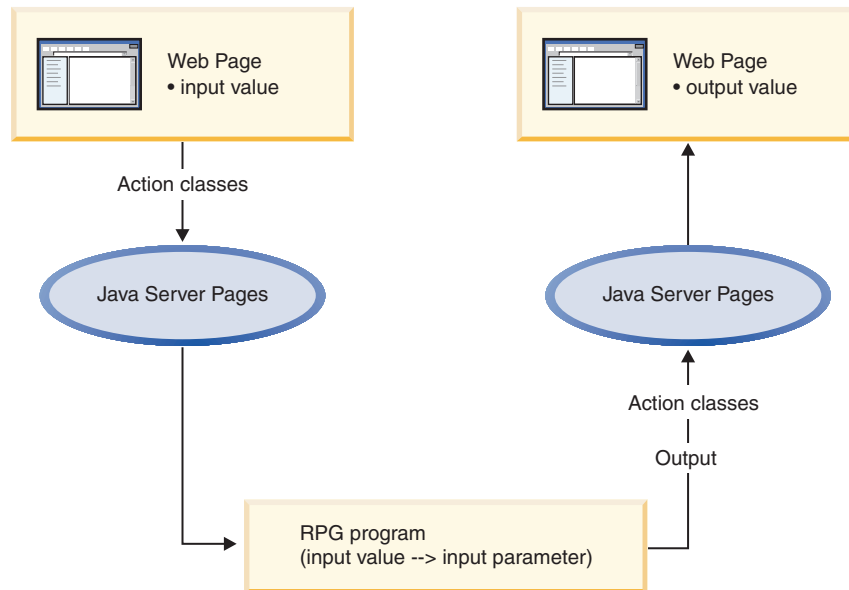 Web Page
• input value
Web Page
• output value
Action classes
Java Server Pages
Java Server Pages
Action classes
Output
RPG program
(input value --> input parameter)